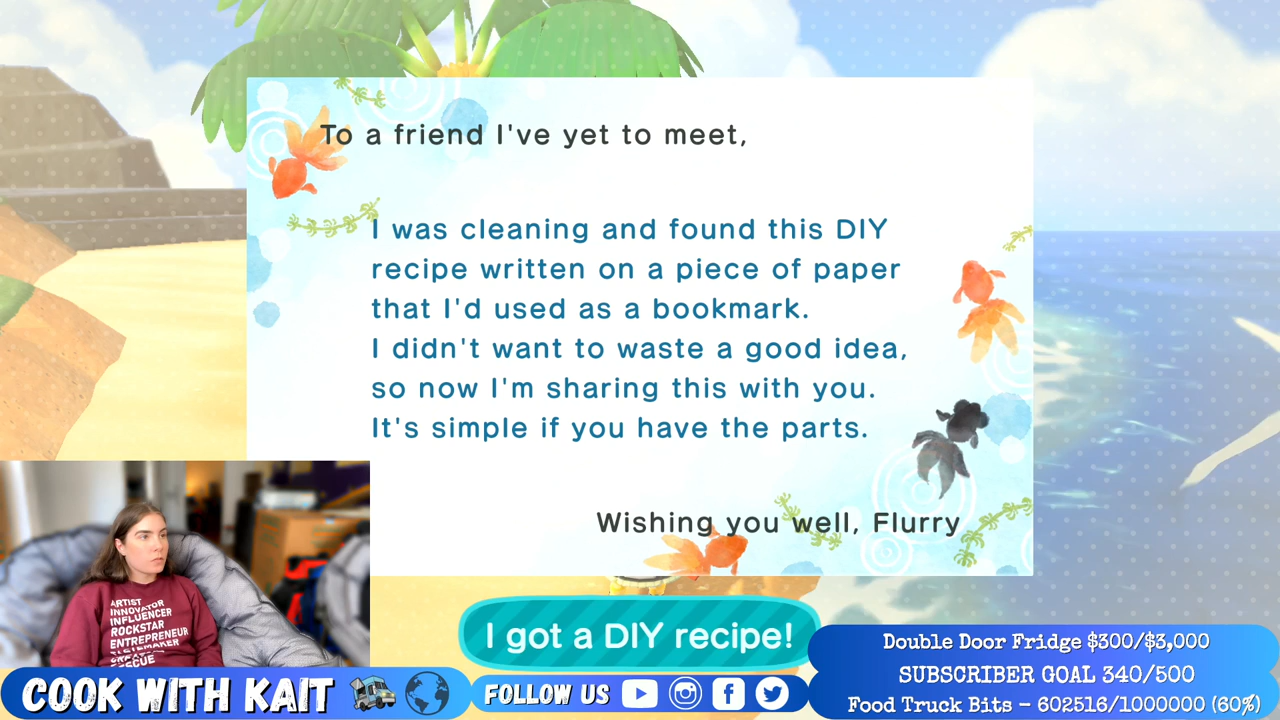 To a friend I've yet to meet,
I was cleaning and found this DIY
recipe written on a piece of paper
that I'd used as a bookmark.
I didn't want to waste a good idea,
so now I'm sharing this with you.
It's simple if you have the parts.
Wishing you well, Flurry
I got a DIY recipe!
ARTIST
INNOVATOR
INFLUENCER
ROCKSTAR
ENTREPRENEUR
COOK WITH KAIT
FOLLOW US
Double Door Fridge $300/$3,000
SUBSCRIBER GOAL 340/500
Food Truck Bits - 602516/1000000 (60%)